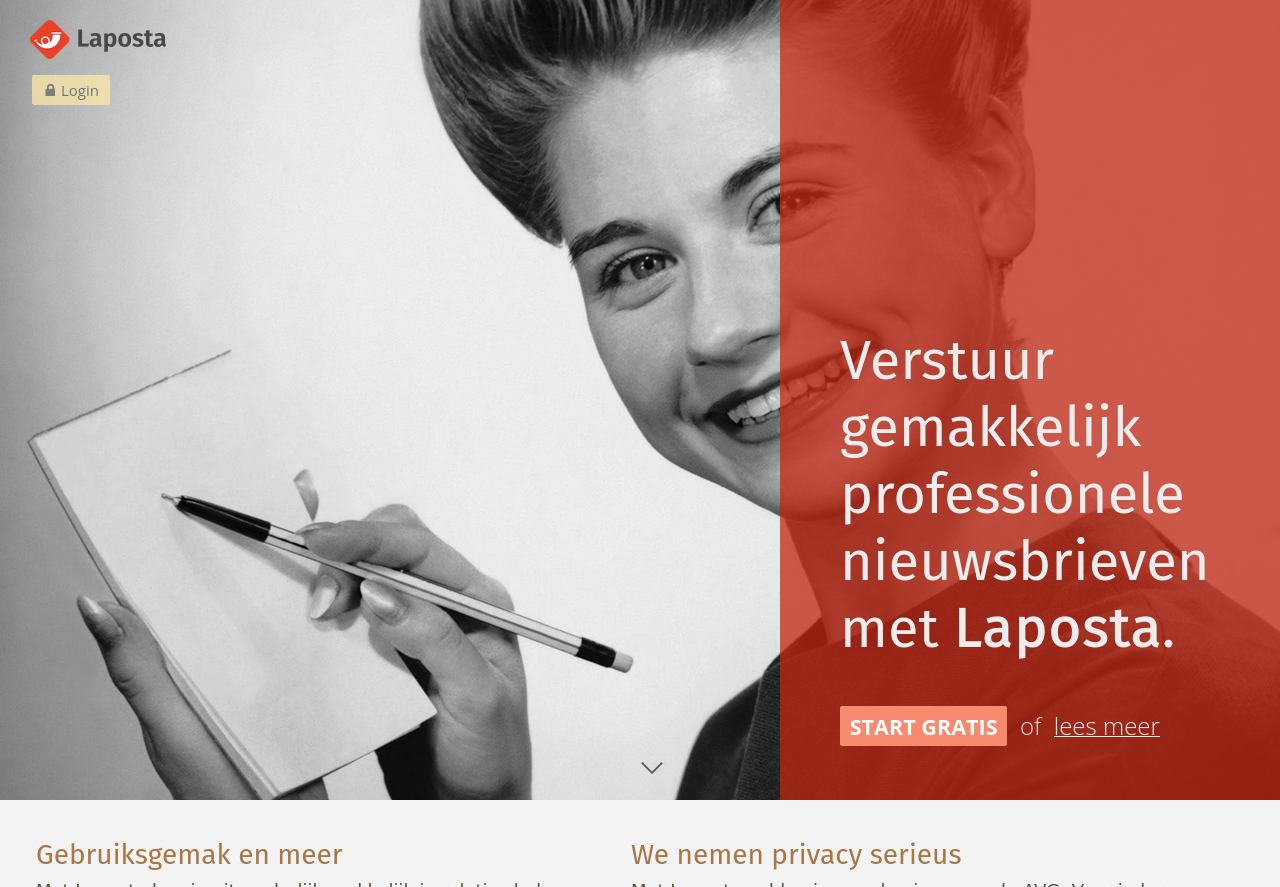 Laposta
Login
Verstuur
gemakkelijk
professionele
nieuwsbrieven
met Laposta.
START GRATIS of lees meer
Gebruiksgemak en meer
We nemen privacy serieus